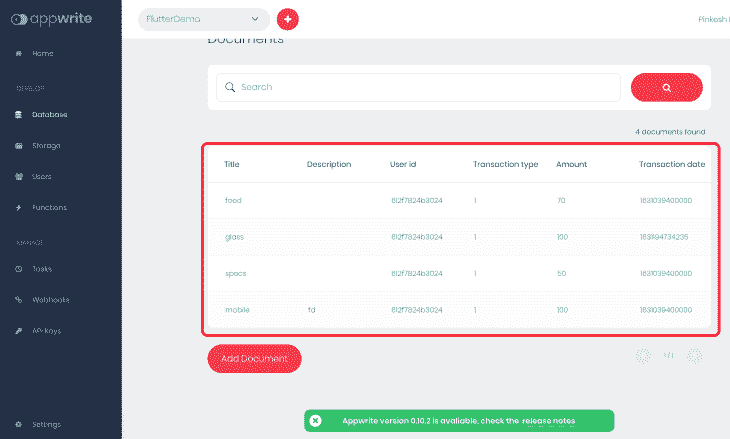 appwrite
FlutterDemo
Pinkesh
Home
DEVELOP
Database
Storage
Users
Functions
MANAGE
Tasks
Webhooks
API Keys
Settings
Documents
Search
4 documents found
Title Description User id Transaction type Amount Transaction date
food 612f7824b3024 1 70 1631039400000
glass 612f7824b3024 1 100
specs 612f7824b3024 1 50 1631039400000
mobile fd 612f7824b3024 1 100 1631039400000
Add Document
1/1
Appwrite version 0.10.2 is available, check the release notes